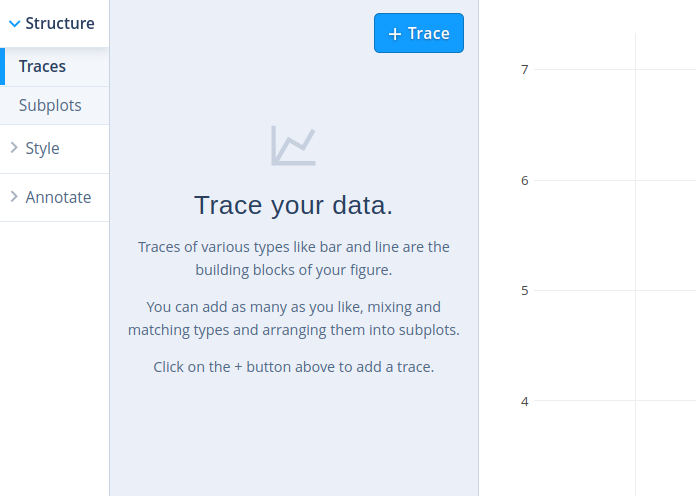 Structure
Traces
Subplots
Style
Annotate
+ Trace
Trace your data.
Traces of various types like bar and line are the
building blocks of your figure.
You can add as many as you like, mixing and
matching types and arranging them into subplots.
Click on the + button above to add a trace.
7
6
5
4